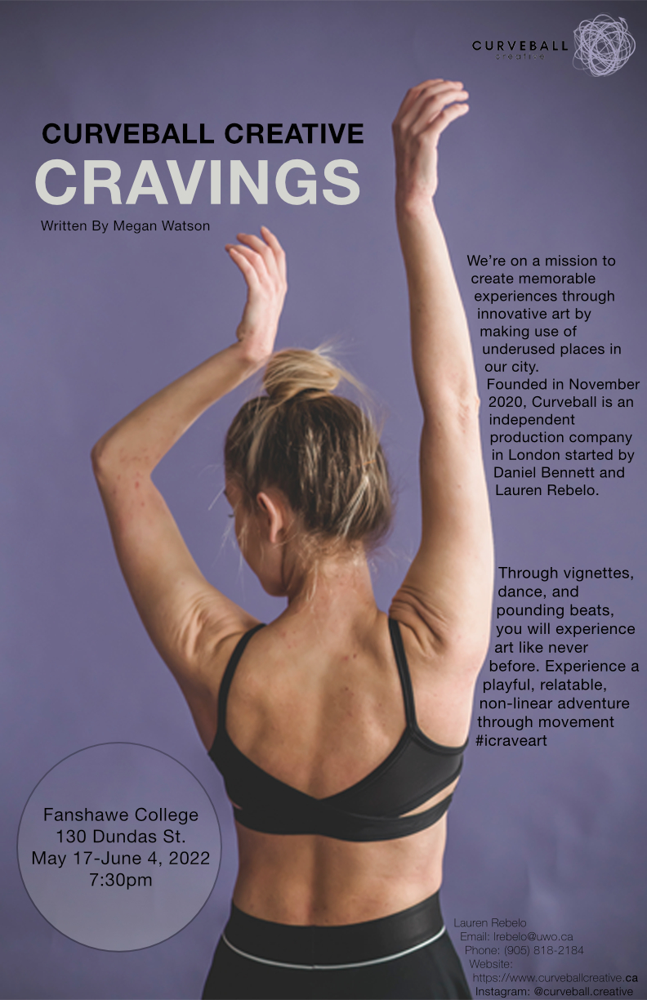 CURVEBALL
creative
CURVEBALL CREATIVE
CRAVINGS
Written By Megan Watson
We’re on a mission to
create memorable
experiences through
innovative art by
making use of
underused places in
our city.
Founded in November
2020, Curveball is an
independent
production company
in London started by
Daniel Bennett and
Lauren Rebelo.
Through vignettes,
dance, and
pounding beats,
you will experience
art like never
before. Experience a
playful, relatable,
non-linear adventure
through movement
#icraveart
Fanshawe College
130 Dundas St.
May 17-June 4, 2022
7:30pm
Lauren Rebelo
Email: lrebelo@uwo.ca
Phone: (905) 818-2184
Website:
https://www.curveballcreative.ca
Instagram: @curveball.creative